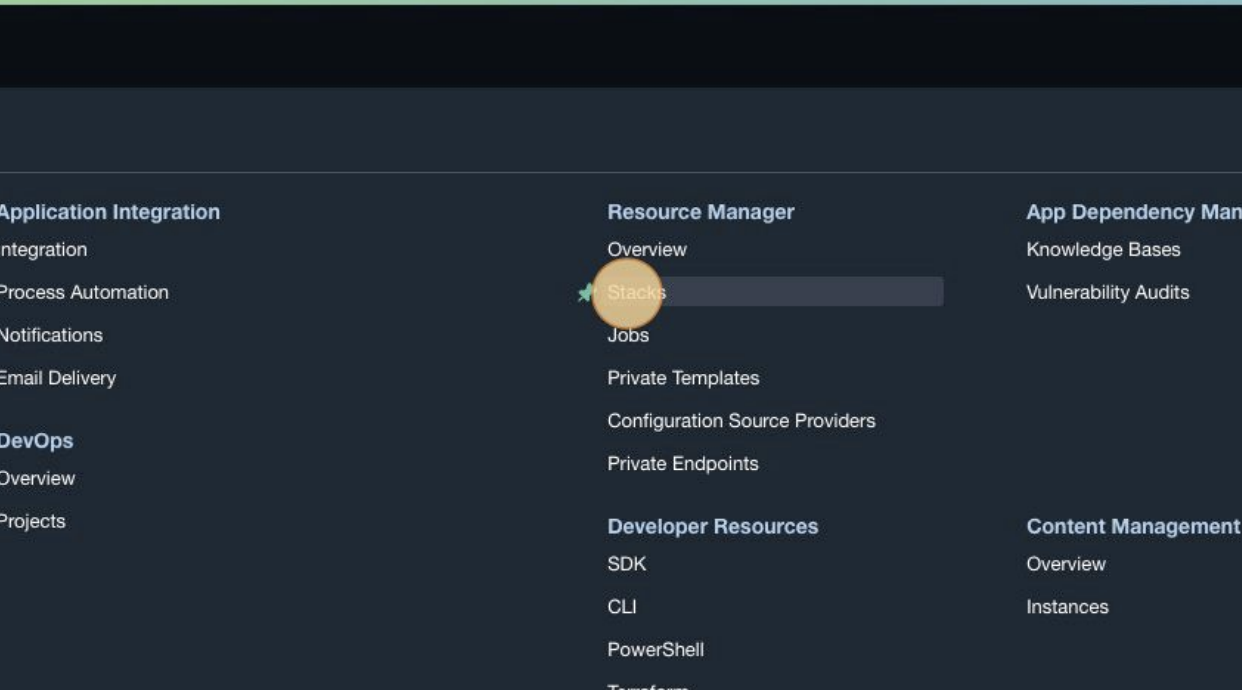 Application Integration
Integration
Process Automation
Notifications
Email Delivery
DevOps
Overview
Projects
Resource Manager
Overview
Stacks
Jobs
Private Templates
Configuration Source Providers
Private Endpoints
Developer Resources
SDK
CLI
PowerShell
Terraform
App Dependency Man
Knowledge Bases
Vulnerability Audits
Content Management
Overview
Instances